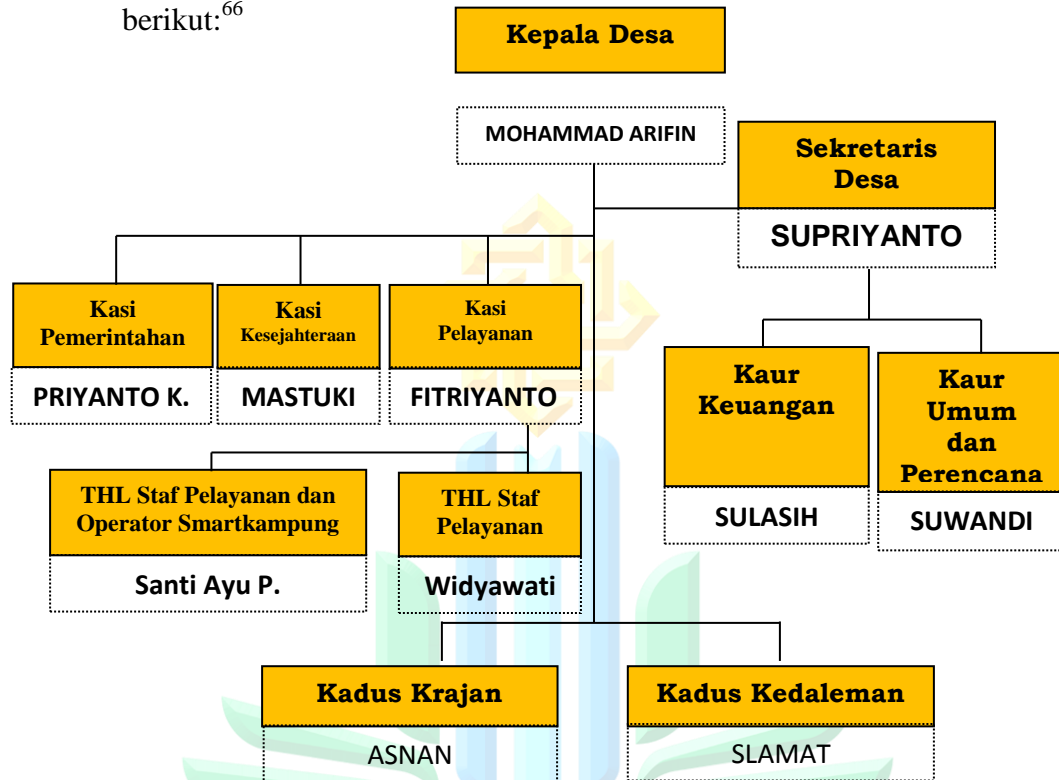 berikut:66
Kepala Desa
MOHAMMAD ARIFIN
Sekretaris
Desa
SUPRIYANTO
Kasi
Pemerintahan
PRIYANTO K.
Kasi
Kesejahteraan
MASTUKI
Kasi
Pelayanan
FITRIYANTO
Kaur
Keuangan
SULASIH
Kaur
Umum
dan
Perencana
SUWANDI
THL Staf Pelayanan dan
Operator Smartkampung
Santi Ayu P.
THL Staf
Pelayanan
Widyawati
Kadus Krajan
ASNAN
Kadus Kedaleman
SLAMAT